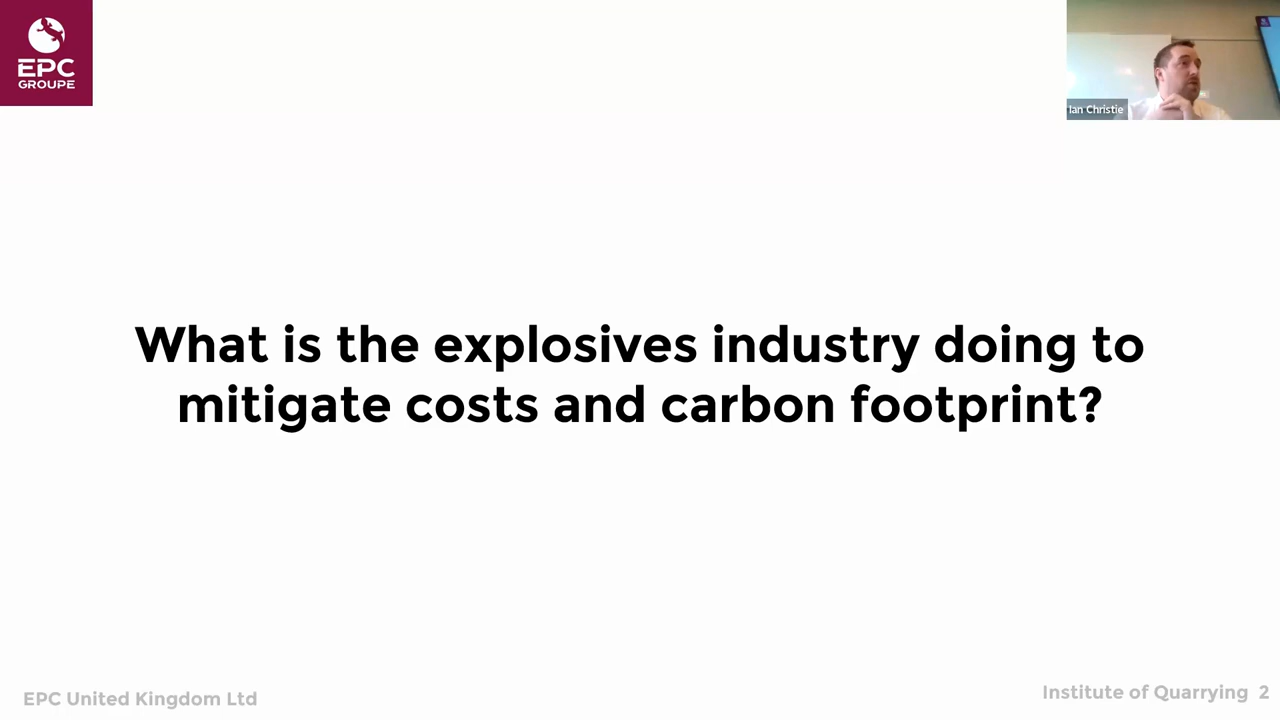 EPC
GROUPE
Ian Christie
What is the explosives industry doing to
mitigate costs and carbon footprint?
EPC United Kingdom Ltd
Institute of Quarrying 2